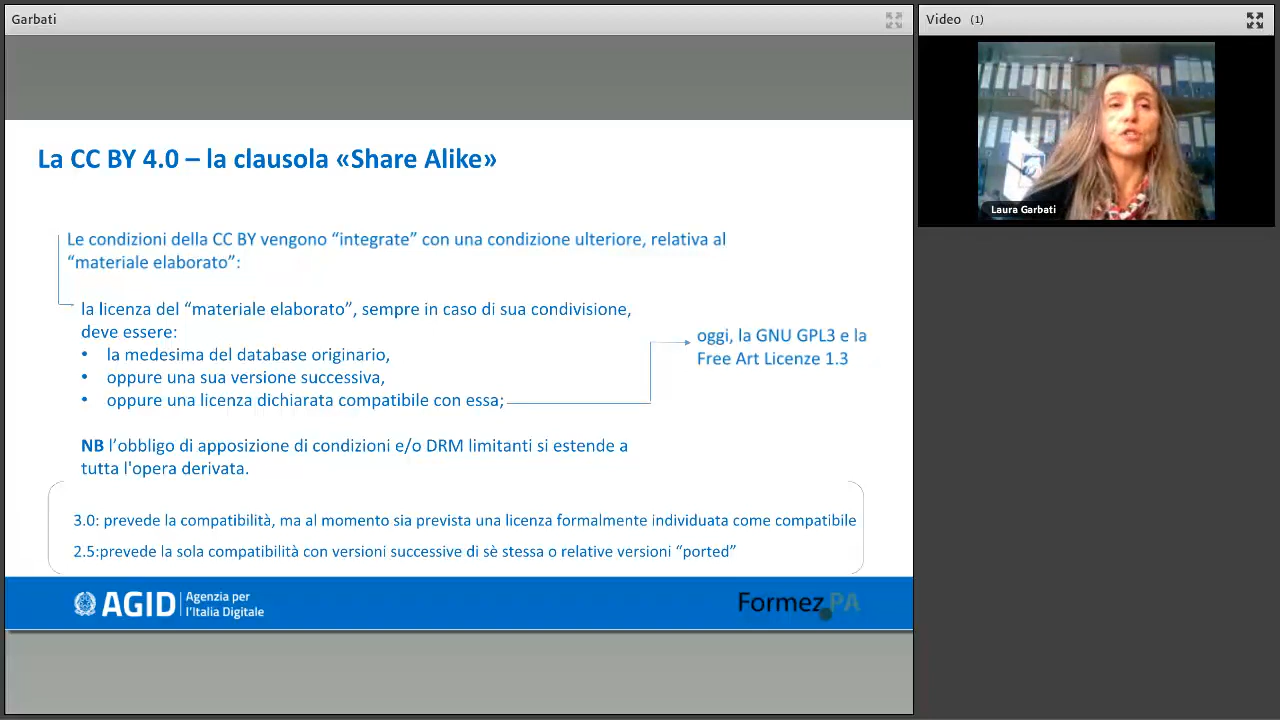 Garbati
Video (1)
Laura Garbati
La CC BY 4.0 – la clausola «Share Alike»
Le condizioni della CC BY vengono “integrate” con una condizione ulteriore, relativa al
“materiale elaborato”:
la licenza del “materiale elaborato”, sempre in caso di sua condivisione,
deve essere:
• la medesima del database originario,
• oppure una sua versione successiva,
• oppure una licenza dichiarata compatibile con essa;
oggi, la GNU GPL3 e la
Free Art Licenze 1.3
NB l’obbligo di apposizione di condizioni e/o DRM limitanti si estende a
tutta l'opera derivata.
3.0: prevede la compatibilità, ma al momento sia prevista una licenza formalmente individuata come compatibile
2.5:prevede la sola compatibilità con versioni successive di sè stessa o relative versioni “ported”
AGID
Agenzia per
l’Italia Digitale
Formez PA